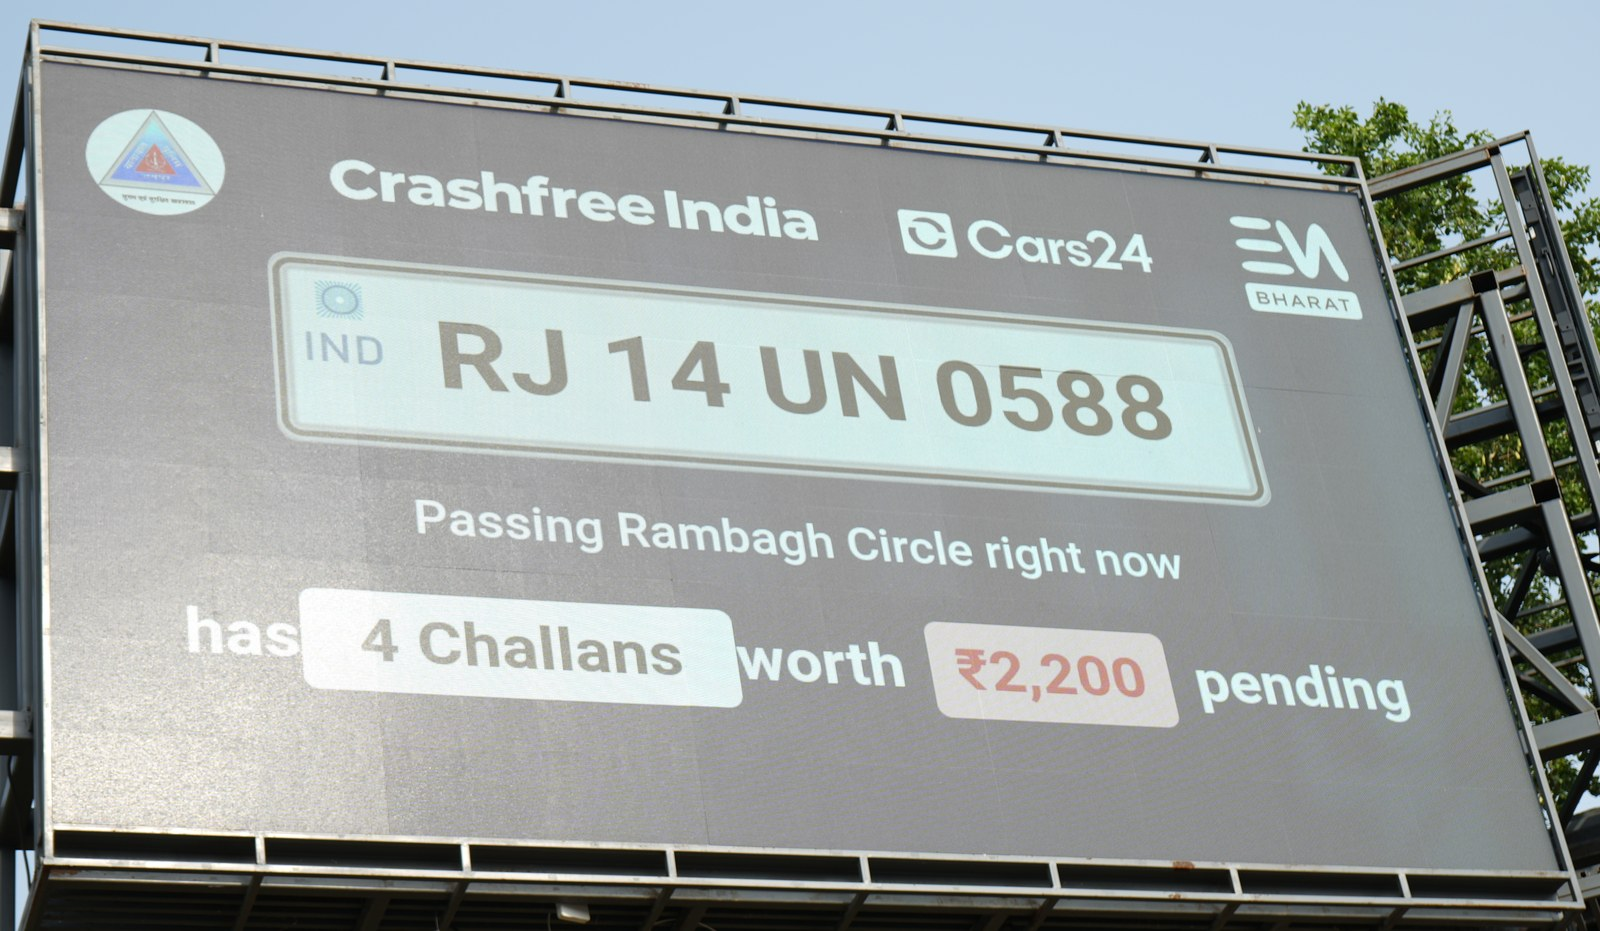 Crashfree India
Cars24
EM
BHARAT
IND
RJ 14 UN 0588
Passing Rambagh Circle right now
has 4 Challans worth ₹2,200 pending